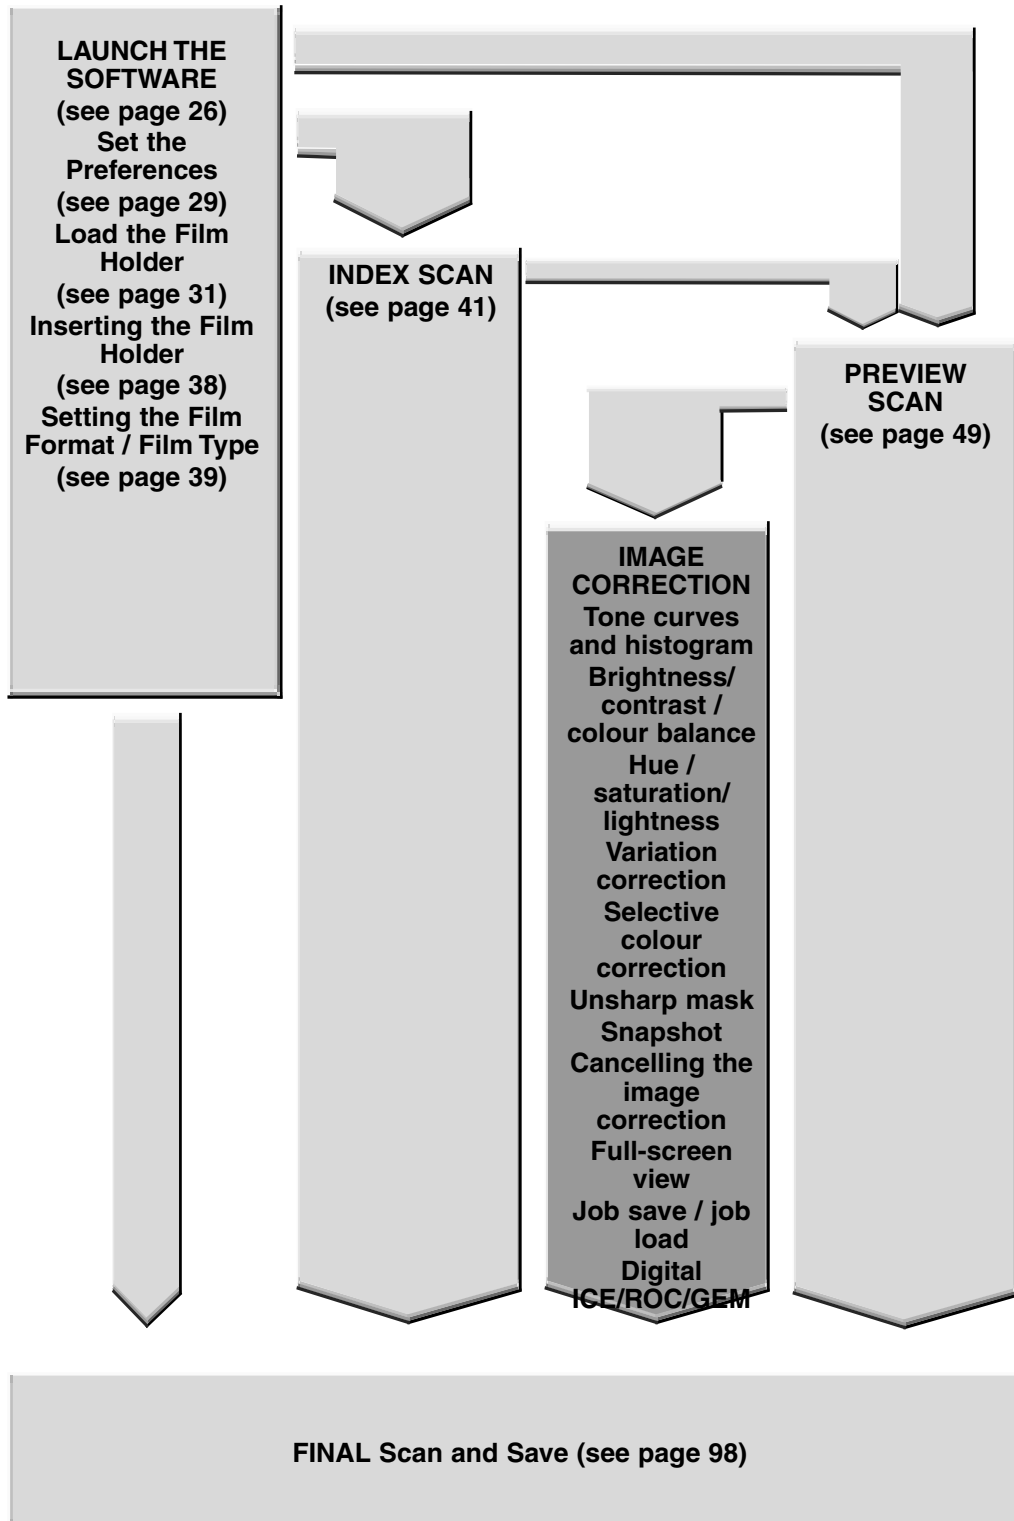 LAUNCH THE
SOFTWARE
(see page 26)
Set the
Preferences
(see page 29)
Load the Film
Holder
(see page 31)
Inserting the Film
Holder
(see page 38)
Setting the Film
Format / Film Type
(see page 39)
INDEX SCAN
(see page 41)
PREVIEW
SCAN
(see page 49)
IMAGE
CORRECTION
Tone curves
and histogram
Brightness/
contrast /
colour balance
Hue /
saturation/
lightness
Variation
correction
Selective
colour
correction
Unsharp mask
Snapshot
Cancelling the
image
correction
Full-screen
view
Job save / job
load
Digital
ICE/ROC/GEM
FINAL Scan and Save (see page 98)